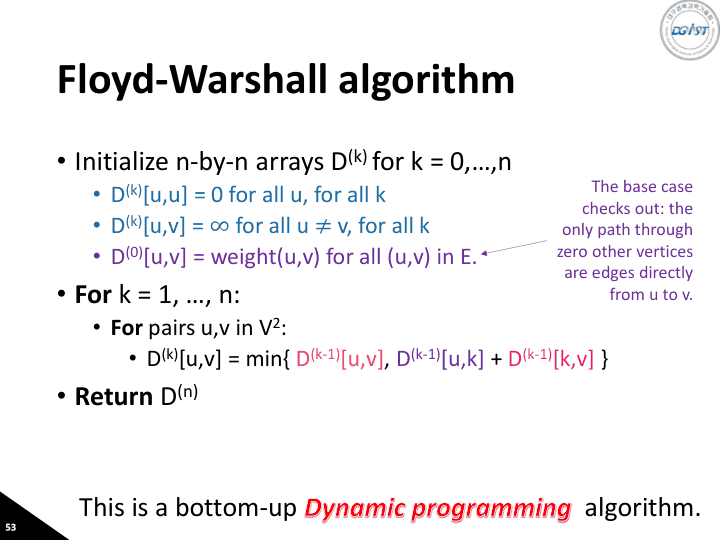 DGIST
Floyd-Warshall algorithm
• Initialize n-by-n arrays D(k) for k = 0,…,n
• D(k)[u,u] = 0 for all u, for all k
• D(k)[u,v] = ∞ for all u ≠ v, for all k
• D(0)[u,v] = weight(u,v) for all (u,v) in E.
The base case
checks out: the
only path through
zero other vertices
are edges directly
from u to v.
• For k = 1, …, n:
• For pairs u,v in V2:
• D(k)[u,v] = min{ D(k-1)[u,v], D(k-1)[u,k] + D(k-1)[k,v] }
• Return D(n)
This is a bottom-up Dynamic programming algorithm.
53